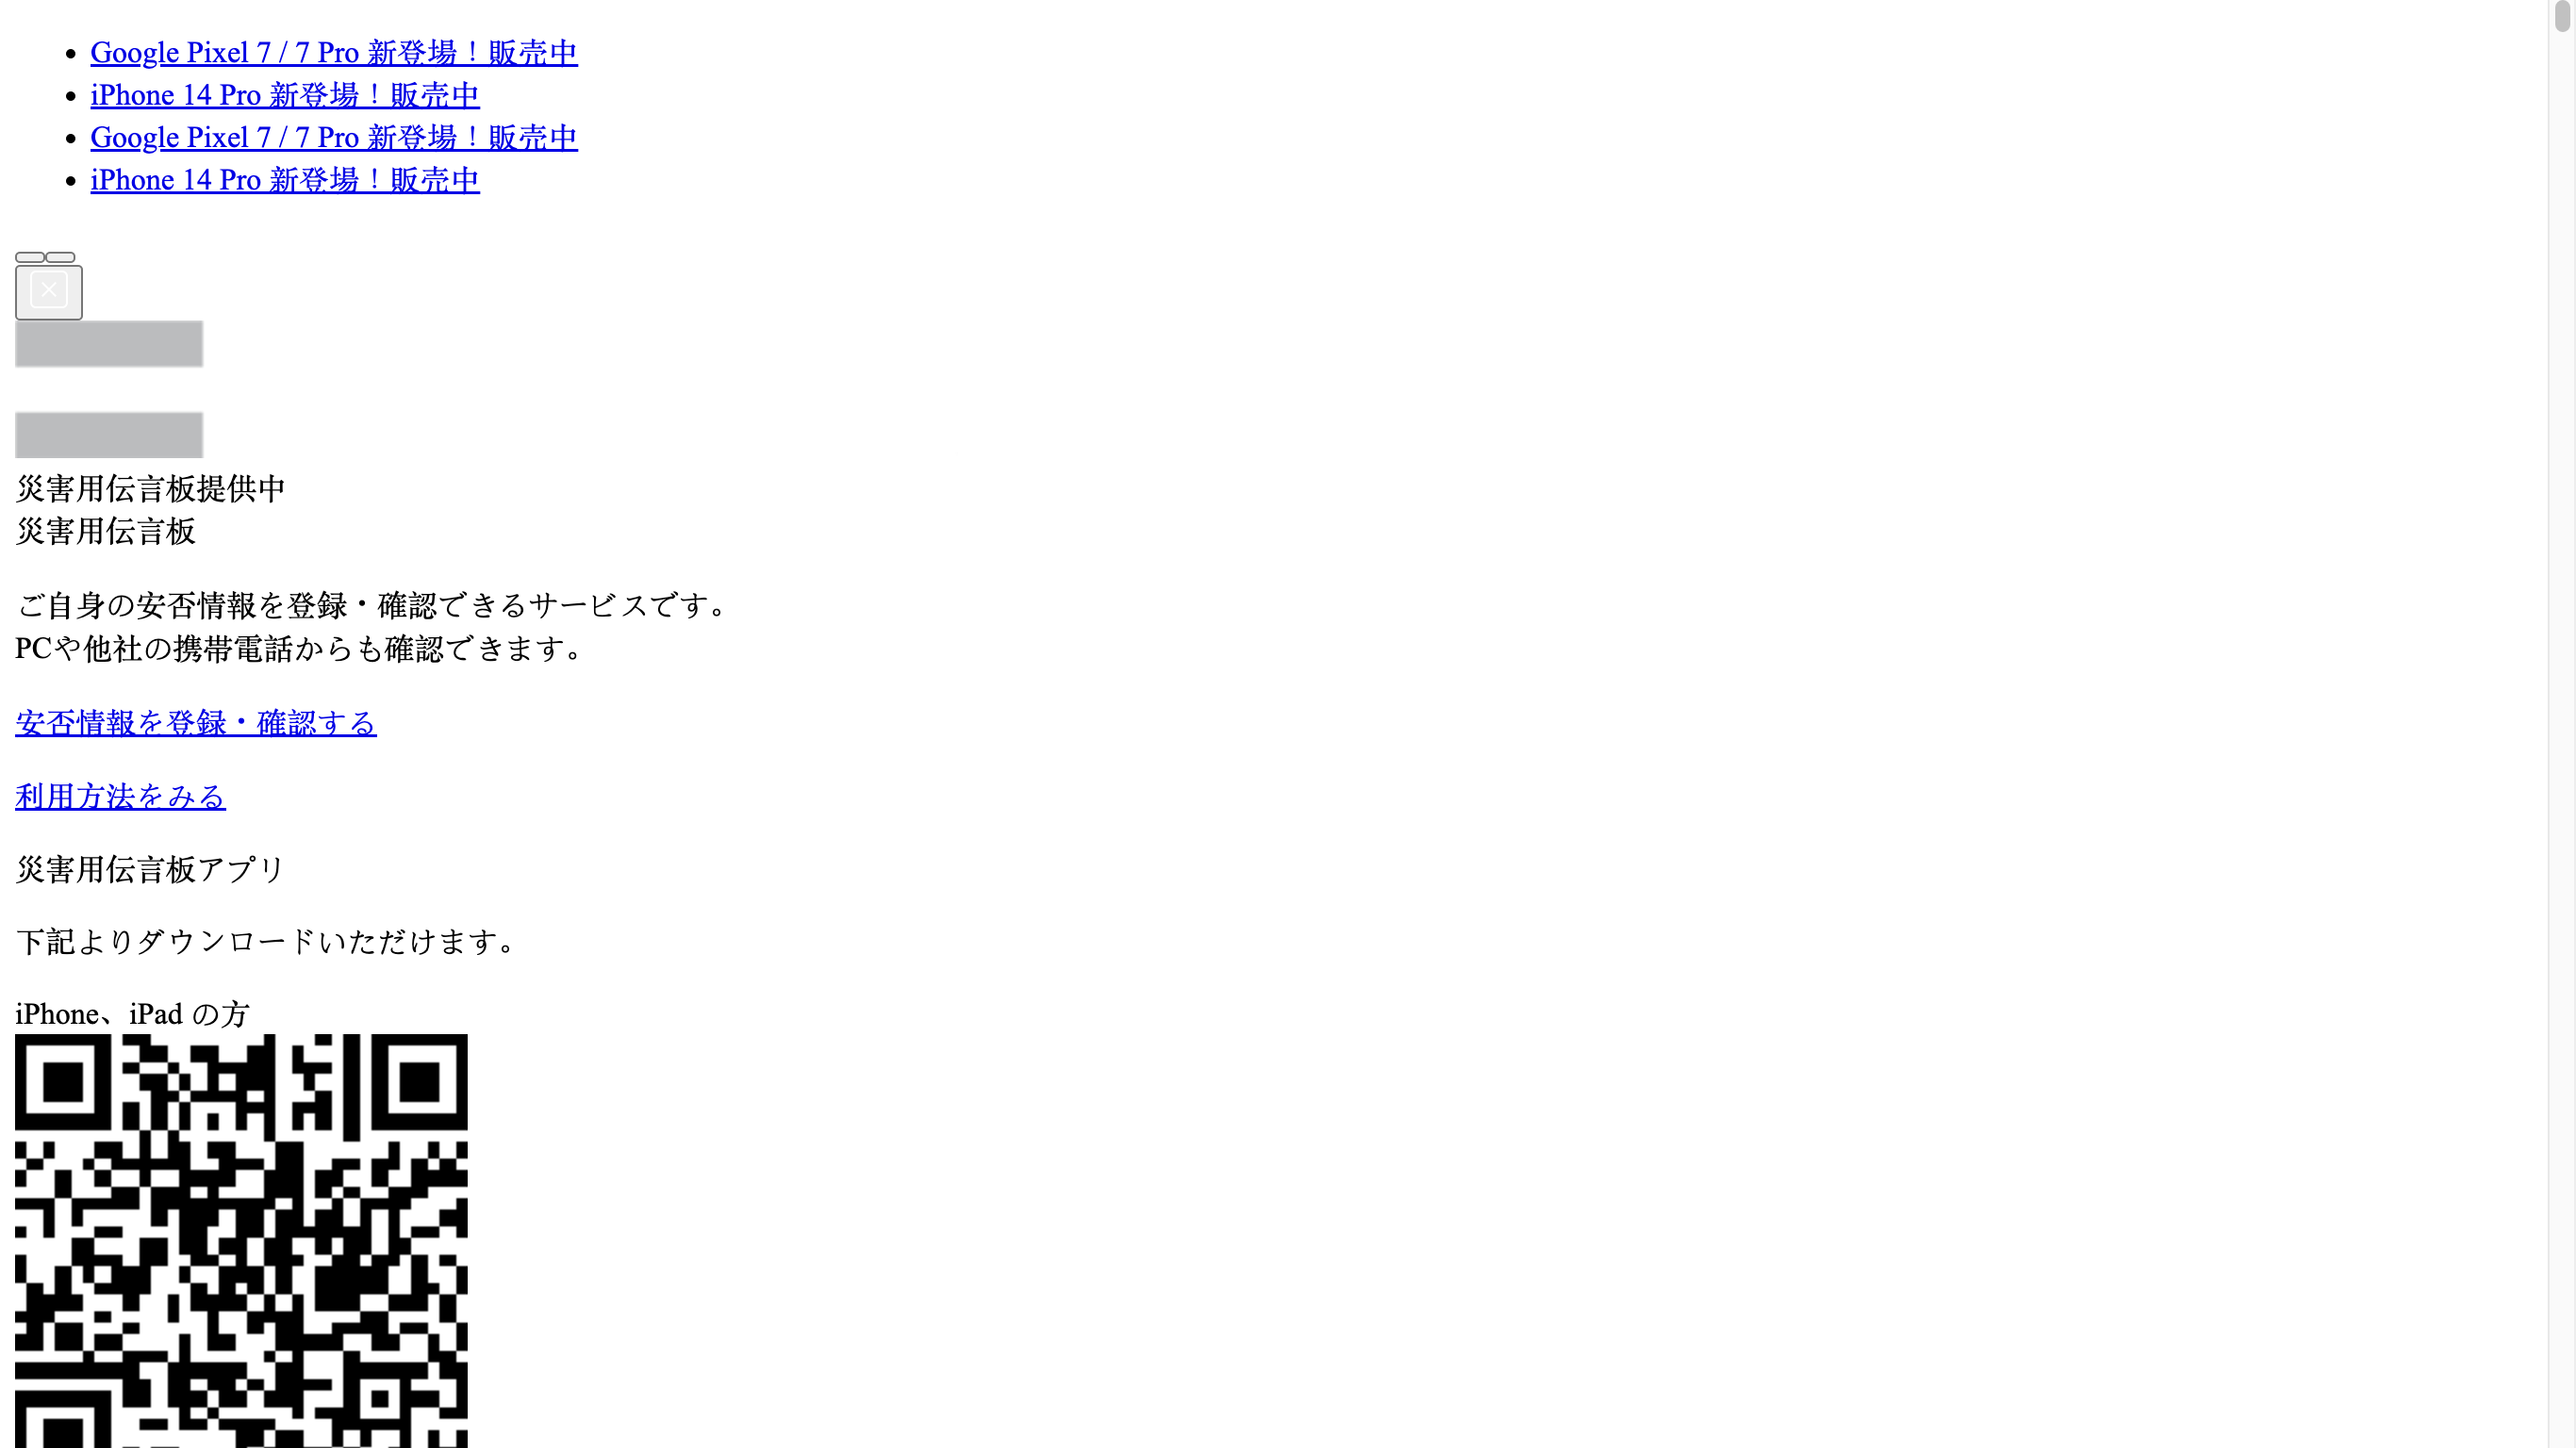 Google Pixel 7 / 7 Pro 新登場！販売中
iPhone 14 Pro 新登場！販売中
Google Pixel 7 / 7 Pro 新登場！販売中
iPhone 14 Pro 新登場！販売中
災害用伝言板提供中
災害用伝言板
ご自身の安否情報を登録・確認できるサービスです。
PCや他社の携帯電話からも確認できます。
安否情報を登録・確認する
利用方法をみる
災害用伝言板アプリ
下記よりダウンロードいただけます。
iPhone、iPad の方